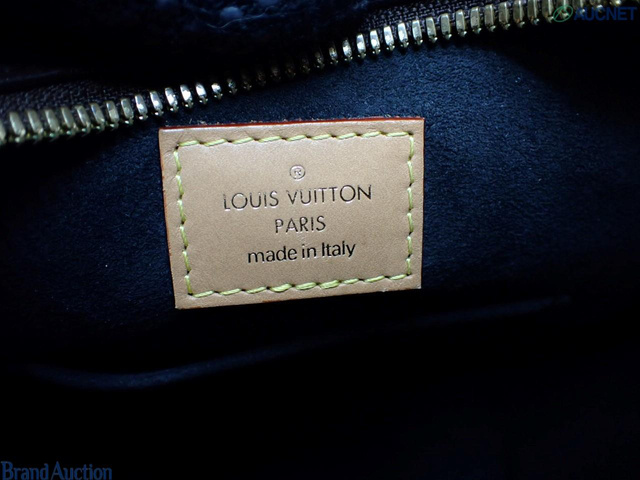 AUCNET
®
LOUIS VUITTON
PARIS
made in Italy
Brand Auction